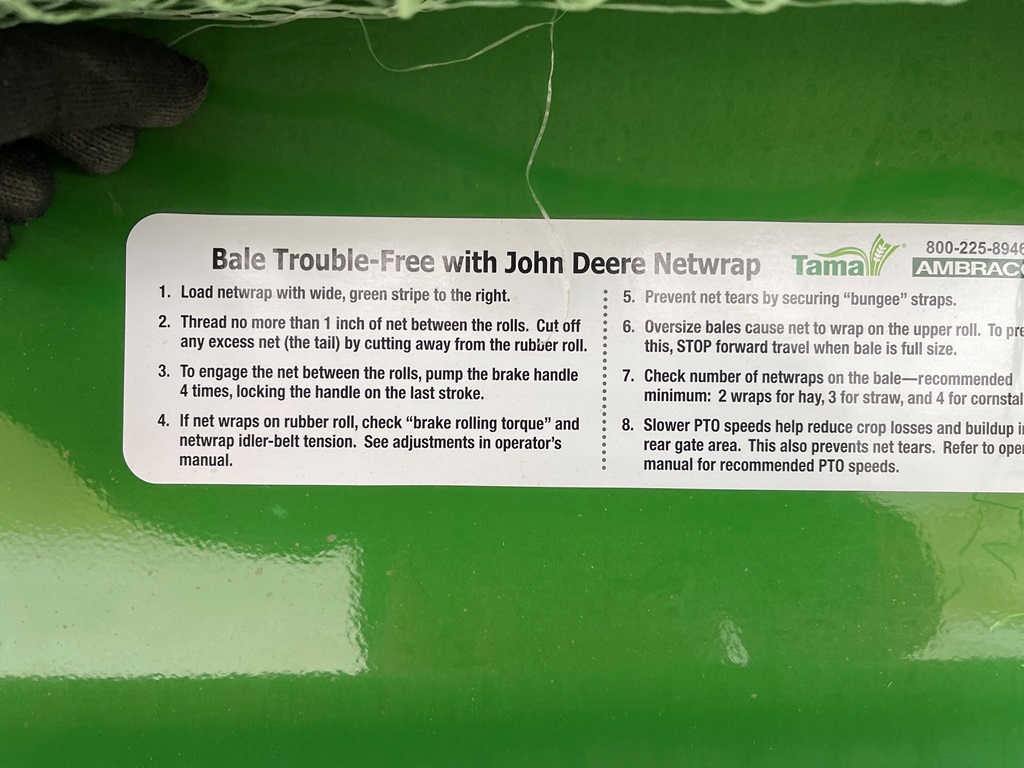 Bale Trouble-Free with John Deere Netwrap
Tama
800-225-894
AMBRACO
1. Load netwrap with wide, green stripe to the right.
2. Thread no more than 1 inch of net between the rolls. Cut off
any excess net (the tail) by cutting away from the rubber roll.
3. To engage the net between the rolls, pump the brake handle
4 times, locking the handle on the last stroke.
4. If net wraps on rubber roll, check “brake rolling torque” and
netwrap idler-belt tension. See adjustments in operator’s
manual.
5. Prevent net tears by securing “bungee” straps.
6. Oversize bales cause net to wrap on the upper roll. To pre
this, STOP forward travel when bale is full size.
7. Check number of netwraps on the bale—recommended
minimum: 2 wraps for hay, 3 for straw, and 4 for cornstal
8. Slower PTO speeds help reduce crop losses and buildup i
rear gate area. This also prevents net tears. Refer to ope
manual for recommended PTO speeds.